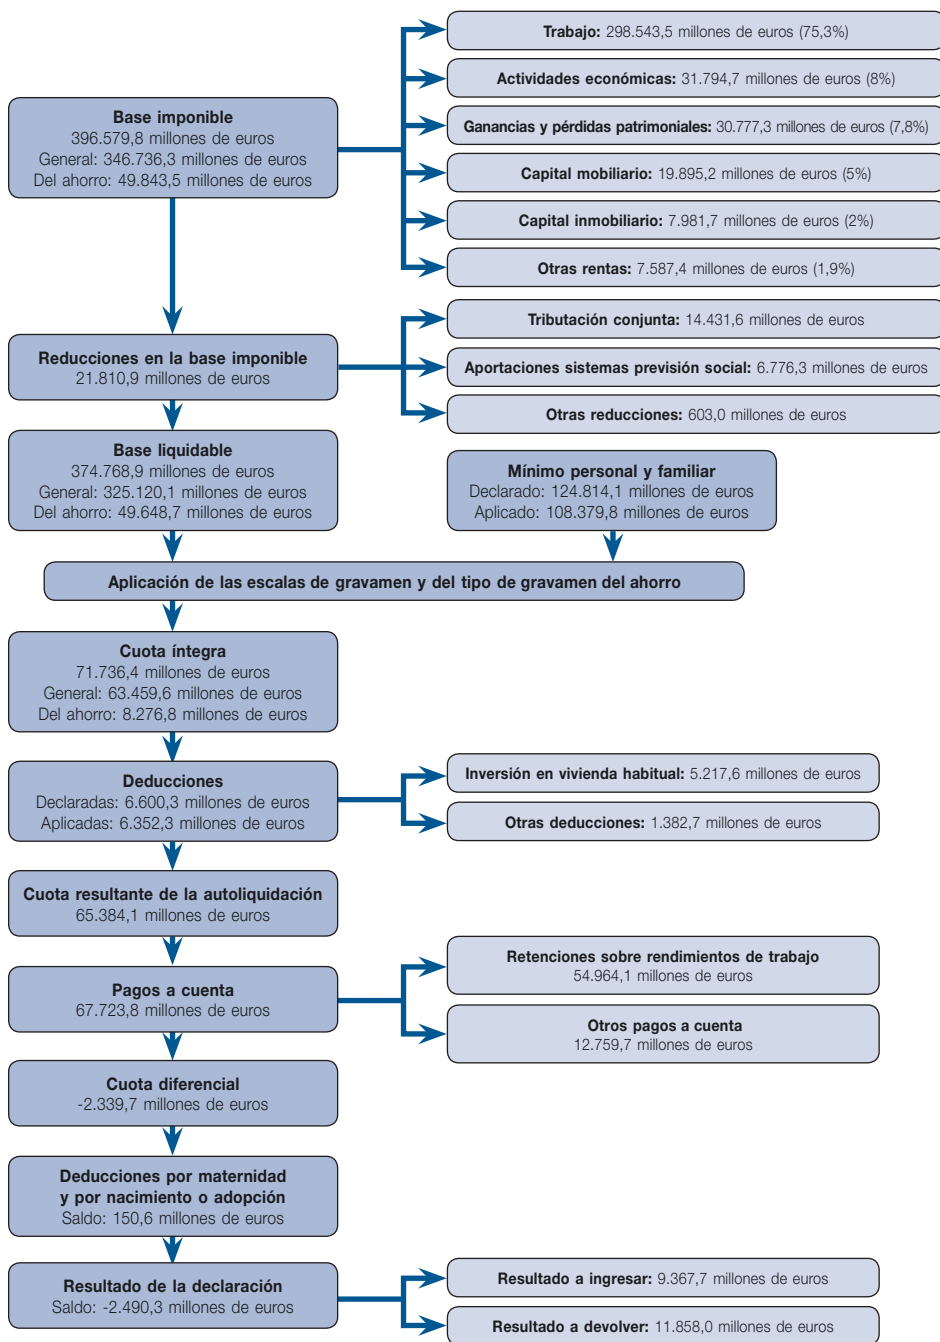 Base imponible
396.579,8 millones de euros
General: 346.736,3 millones de euros
Del ahorro: 49.843,5 millones de euros
Trabajo: 298.543,5 millones de euros (75,3%)
Actividades económicas: 31.794,7 millones de euros (8%)
Ganancias y pérdidas patrimoniales: 30.777,3 millones de euros (7,8%)
Capital mobiliario: 19.895,2 millones de euros (5%)
Capital inmobiliario: 7.981,7 millones de euros (2%)
Otras rentas: 7.587,4 millones de euros (1,9%)
Reducciones en la base imponible
21.810,9 millones de euros
Tributación conjunta: 14.431,6 millones de euros
Aportaciones sistemas previsión social: 6.776,3 millones de euros
Otras reducciones: 603,0 millones de euros
Base liquidable
374.768,9 millones de euros
General: 325.120,1 millones de euros
Del ahorro: 49.648,7 millones de euros
Mínimo personal y familiar
Declarado: 124.814,1 millones de euros
Aplicado: 108.379,8 millones de euros
Aplicación de las escalas de gravamen y del tipo de gravamen del ahorro
Cuota íntegra
71.736,4 millones de euros
General: 63.459,6 millones de euros
Del ahorro: 8.276,8 millones de euros
Deducciones
Declaradas: 6.600,3 millones de euros
Aplicadas: 6.352,3 millones de euros
Inversión en vivienda habitual: 5.217,6 millones de euros
Otras deducciones: 1.382,7 millones de euros
Cuota resultante de la autoliquidación
65.384,1 millones de euros
Pagos a cuenta
67.723,8 millones de euros
Retenciones sobre rendimientos de trabajo
54.964,1 millones de euros
Otros pagos a cuenta
12.759,7 millones de euros
Cuota diferencial
-2.339,7 millones de euros
Deducciones por maternidad
y por nacimiento o adopción
Saldo: 150,6 millones de euros
Resultado de la declaración
Saldo: -2.490,3 millones de euros
Resultado a ingresar: 9.367,7 millones de euros
Resultado a devolver: 11.858,0 millones de euros